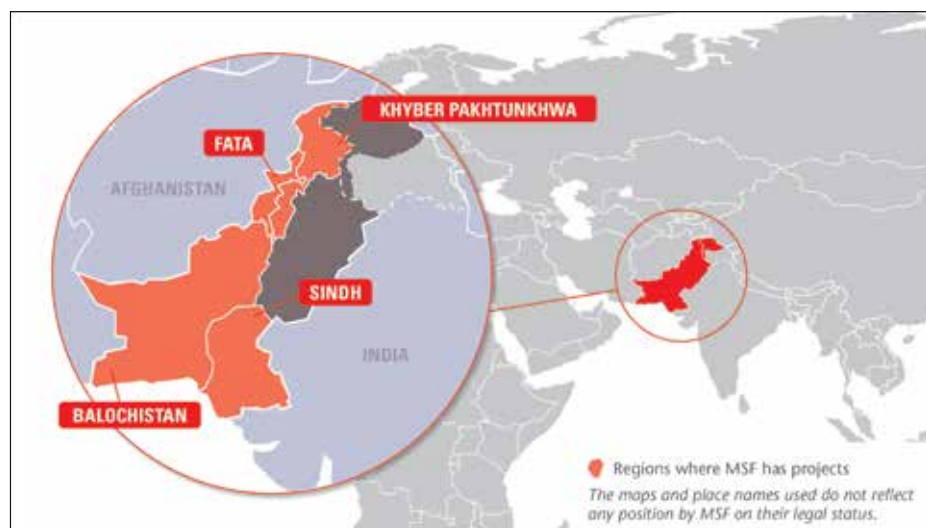 KHYBER PAKHTUNKHWA
FATA
AFGHANISTAN
SINDH
INDIA
BALOCHISTAN
Regions where MSF has projects
The maps and place names used do not reflect
any position by MSF on their legal status.